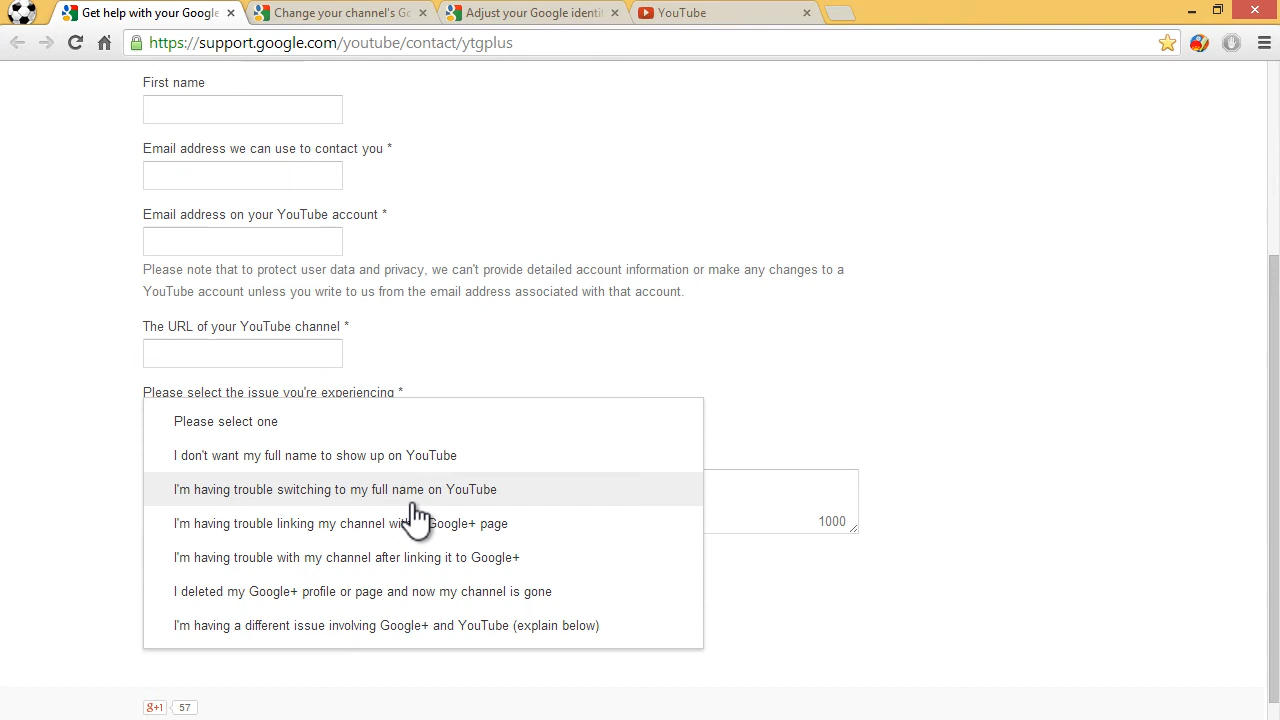 Get help with your Google
Change your channel's Go
Adjust your Google identi
YouTube
https://support.google.com/youtube/contact/ytgplus
First name
Email address we can use to contact you *
Email address on your YouTube account *
Please note that to protect user data and privacy, we can't provide detailed account information or make any changes to a
YouTube account unless you write to us from the email address associated with that account.
The URL of your YouTube channel *
Please select the issue you're experiencing *
Please select one
I don't want my full name to show up on YouTube
I'm having trouble switching to my full name on YouTube
I'm having trouble linking my channel Google+ page
I'm having trouble with my channel after linking it to Google+
I deleted my Google+ profile or page and now my channel is gone
I'm having a different issue involving Google+ and YouTube (explain below)
1000
g+1 57